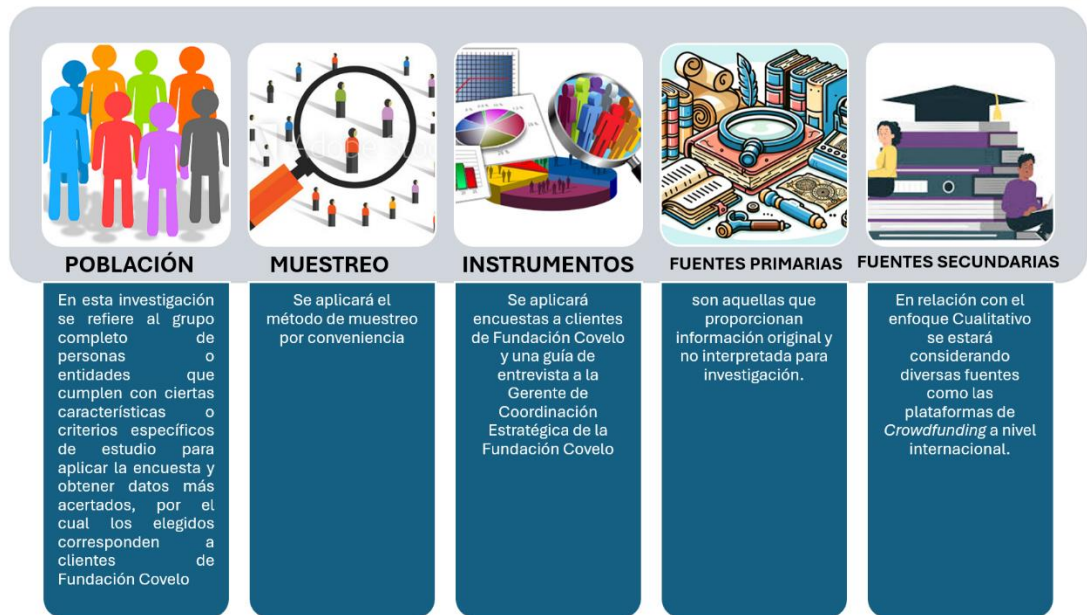 POBLACIÓN
En esta investigación
se refiere al grupo
completo de
personas o
entidades que
cumplen con ciertas
características o
criterios específicos
de estudio para
aplicar la encuesta y
obtener datos más
acertados, por el
cual los elegidos
corresponden a
clientes de
Fundación Covelo
MUESTREO
Se aplicará el
método de muestreo
por conveniencia
INSTRUMENTOS
Se aplicará
encuestas a clientes
de Fundación Covelo
y una guía de
entrevista a la
Gerente de
Coordinación
Estratégica de la
Fundación Covelo
FUENTES PRIMARIAS
son aquellas que
proporcionan
información original y
no interpretada para
investigación.
FUENTES SECUNDARIAS
En relación con el
enfoque Cualitativo
se estará
considerando
diversas fuentes
como las
plataformas de
Crowdfunding a nivel
internacional.